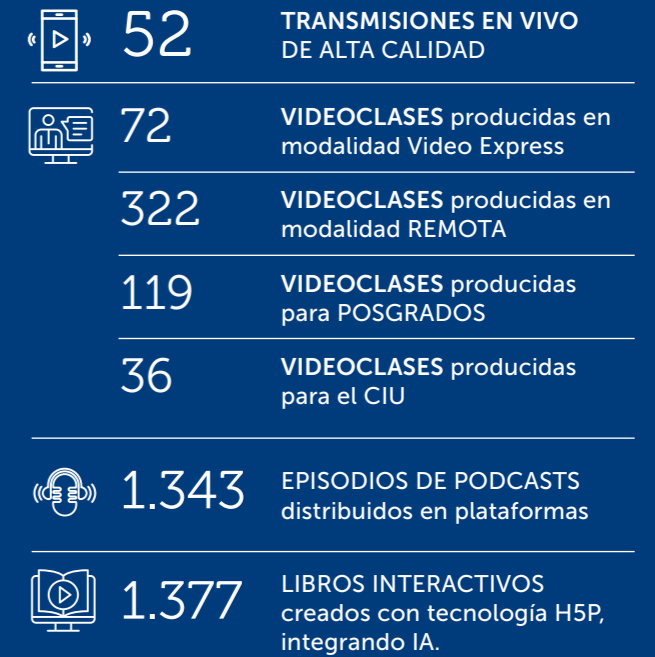 52
TRANSMISIONES EN VIVO
DE ALTA CALIDAD
72
VIDEOCLASES producidas en
modalidad Video Express
322
VIDEOCLASES producidas en
modalidad REMOTA
119
VIDEOCLASES producidas
para POSGRADOS
36
VIDEOCLASES producidas
para el CIU
1.343
EPISODIOS DE PODCASTS
distribuidos en plataformas
1.377
LIBROS INTERACTIVOS
creados con tecnología H5P,
integrando IA.